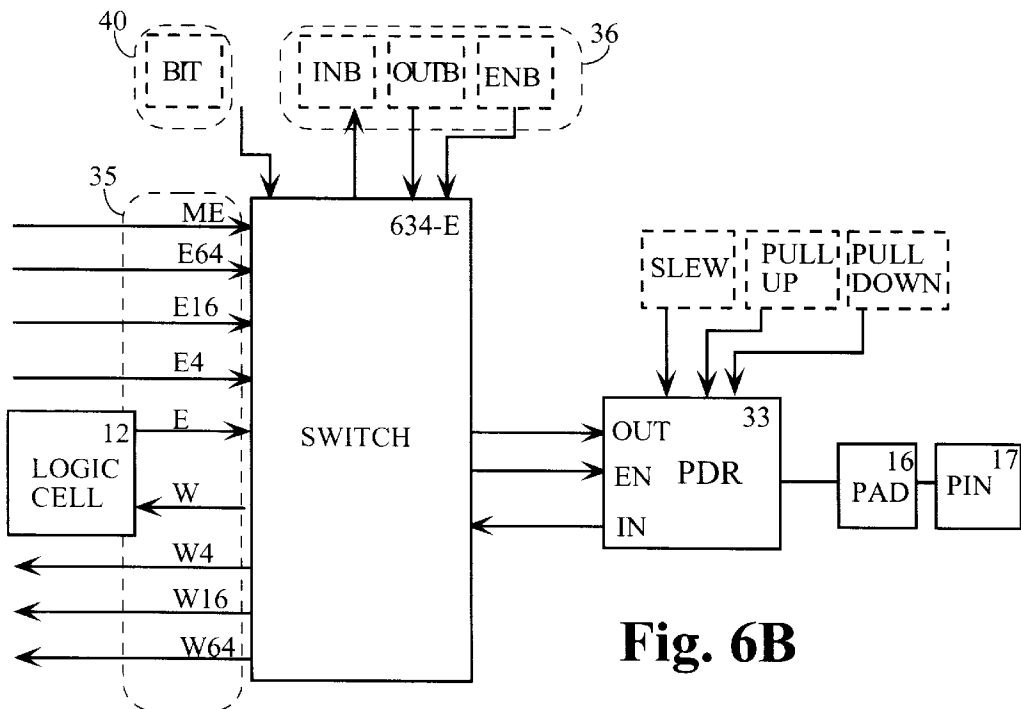 40
BIT
INB
OUTB
ENB
36
35
ME
E64
E16
E4
E
12
LOGIC
CELL
W
W4
W16
W64
634-E
SWITCH
SLEW
PULL
UP
PULL
DOWN
OUT
EN
IN
33
PDR
16
PAD
17
PIN
Fig. 6B